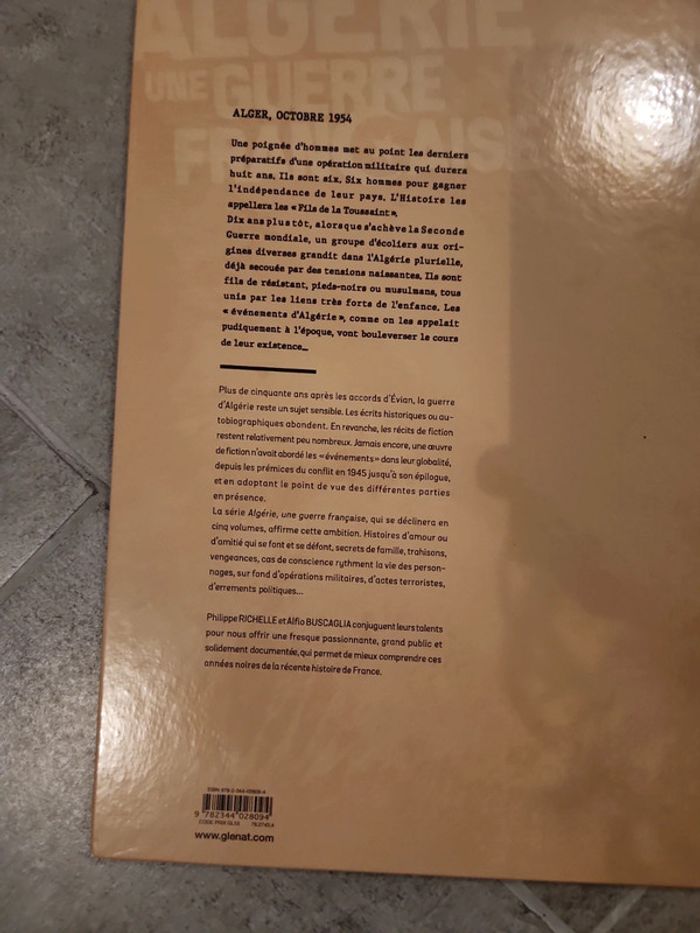 ALGÉRIE
UNE GUERRE
ALGER, OCTOBRE 1954
Une poignée d'hommes met au point les derniers
préparatifs d'une opération militaire qui durera
huit ans. Ils sont six. Six hommes pour gagner
l'indépendance de leur pays. L'Histoire les
appellera les « Fils de la Toussaint ».
Dix ans plus tôt, alors que s'achève la Seconde
Guerre mondiale, un groupe d'écoliers aux ori-
gines diverses grandit dans l'Algérie plurielle,
déjà secouée par des tensions naissantes. Ils sont
fils de résistant, pieds-noirs ou musulmans, tous
unis par les liens très forts de l'enfance. Les
« événements d'Algérie », comme on les appelait
pudiquement à l'époque, vont bouleverser le cours
de leur existence…
Plus de cinquante ans après les accords d'Évian, la guerre
d'Algérie reste un sujet sensible. Les écrits historiques ou au-
tobiographiques abondent. En revanche, les récits de fiction
restent relativement peu nombreux. Jamais encore, une œuvre
de fiction n'avait abordé les « événements » dans leur globalité,
depuis les prémices du conflit en 1945 jusqu'à son épilogue,
et en adoptant le point de vue des différentes parties
en présence.
La série Algérie, une guerre française, qui se déclinera en
cinq volumes, affirme cette ambition. Histoires d'amour ou
d'amitié qui se font et se défont, secrets de famille, trahisons,
vengeances, cas de conscience rythment la vie des person-
nages, sur fond d'opérations militaires, d'actes terroristes,
d'errements politiques...
Philippe RICHELLE et Alfio BUSCAGLIA conjuguent leurs talents
pour nous offrir une fresque passionnante, grand public et
solidement documentée, qui permet de mieux comprendre ces
années noires de la récente histoire de France.
9 782344 028094
CODE PRIX
www.glenat.com